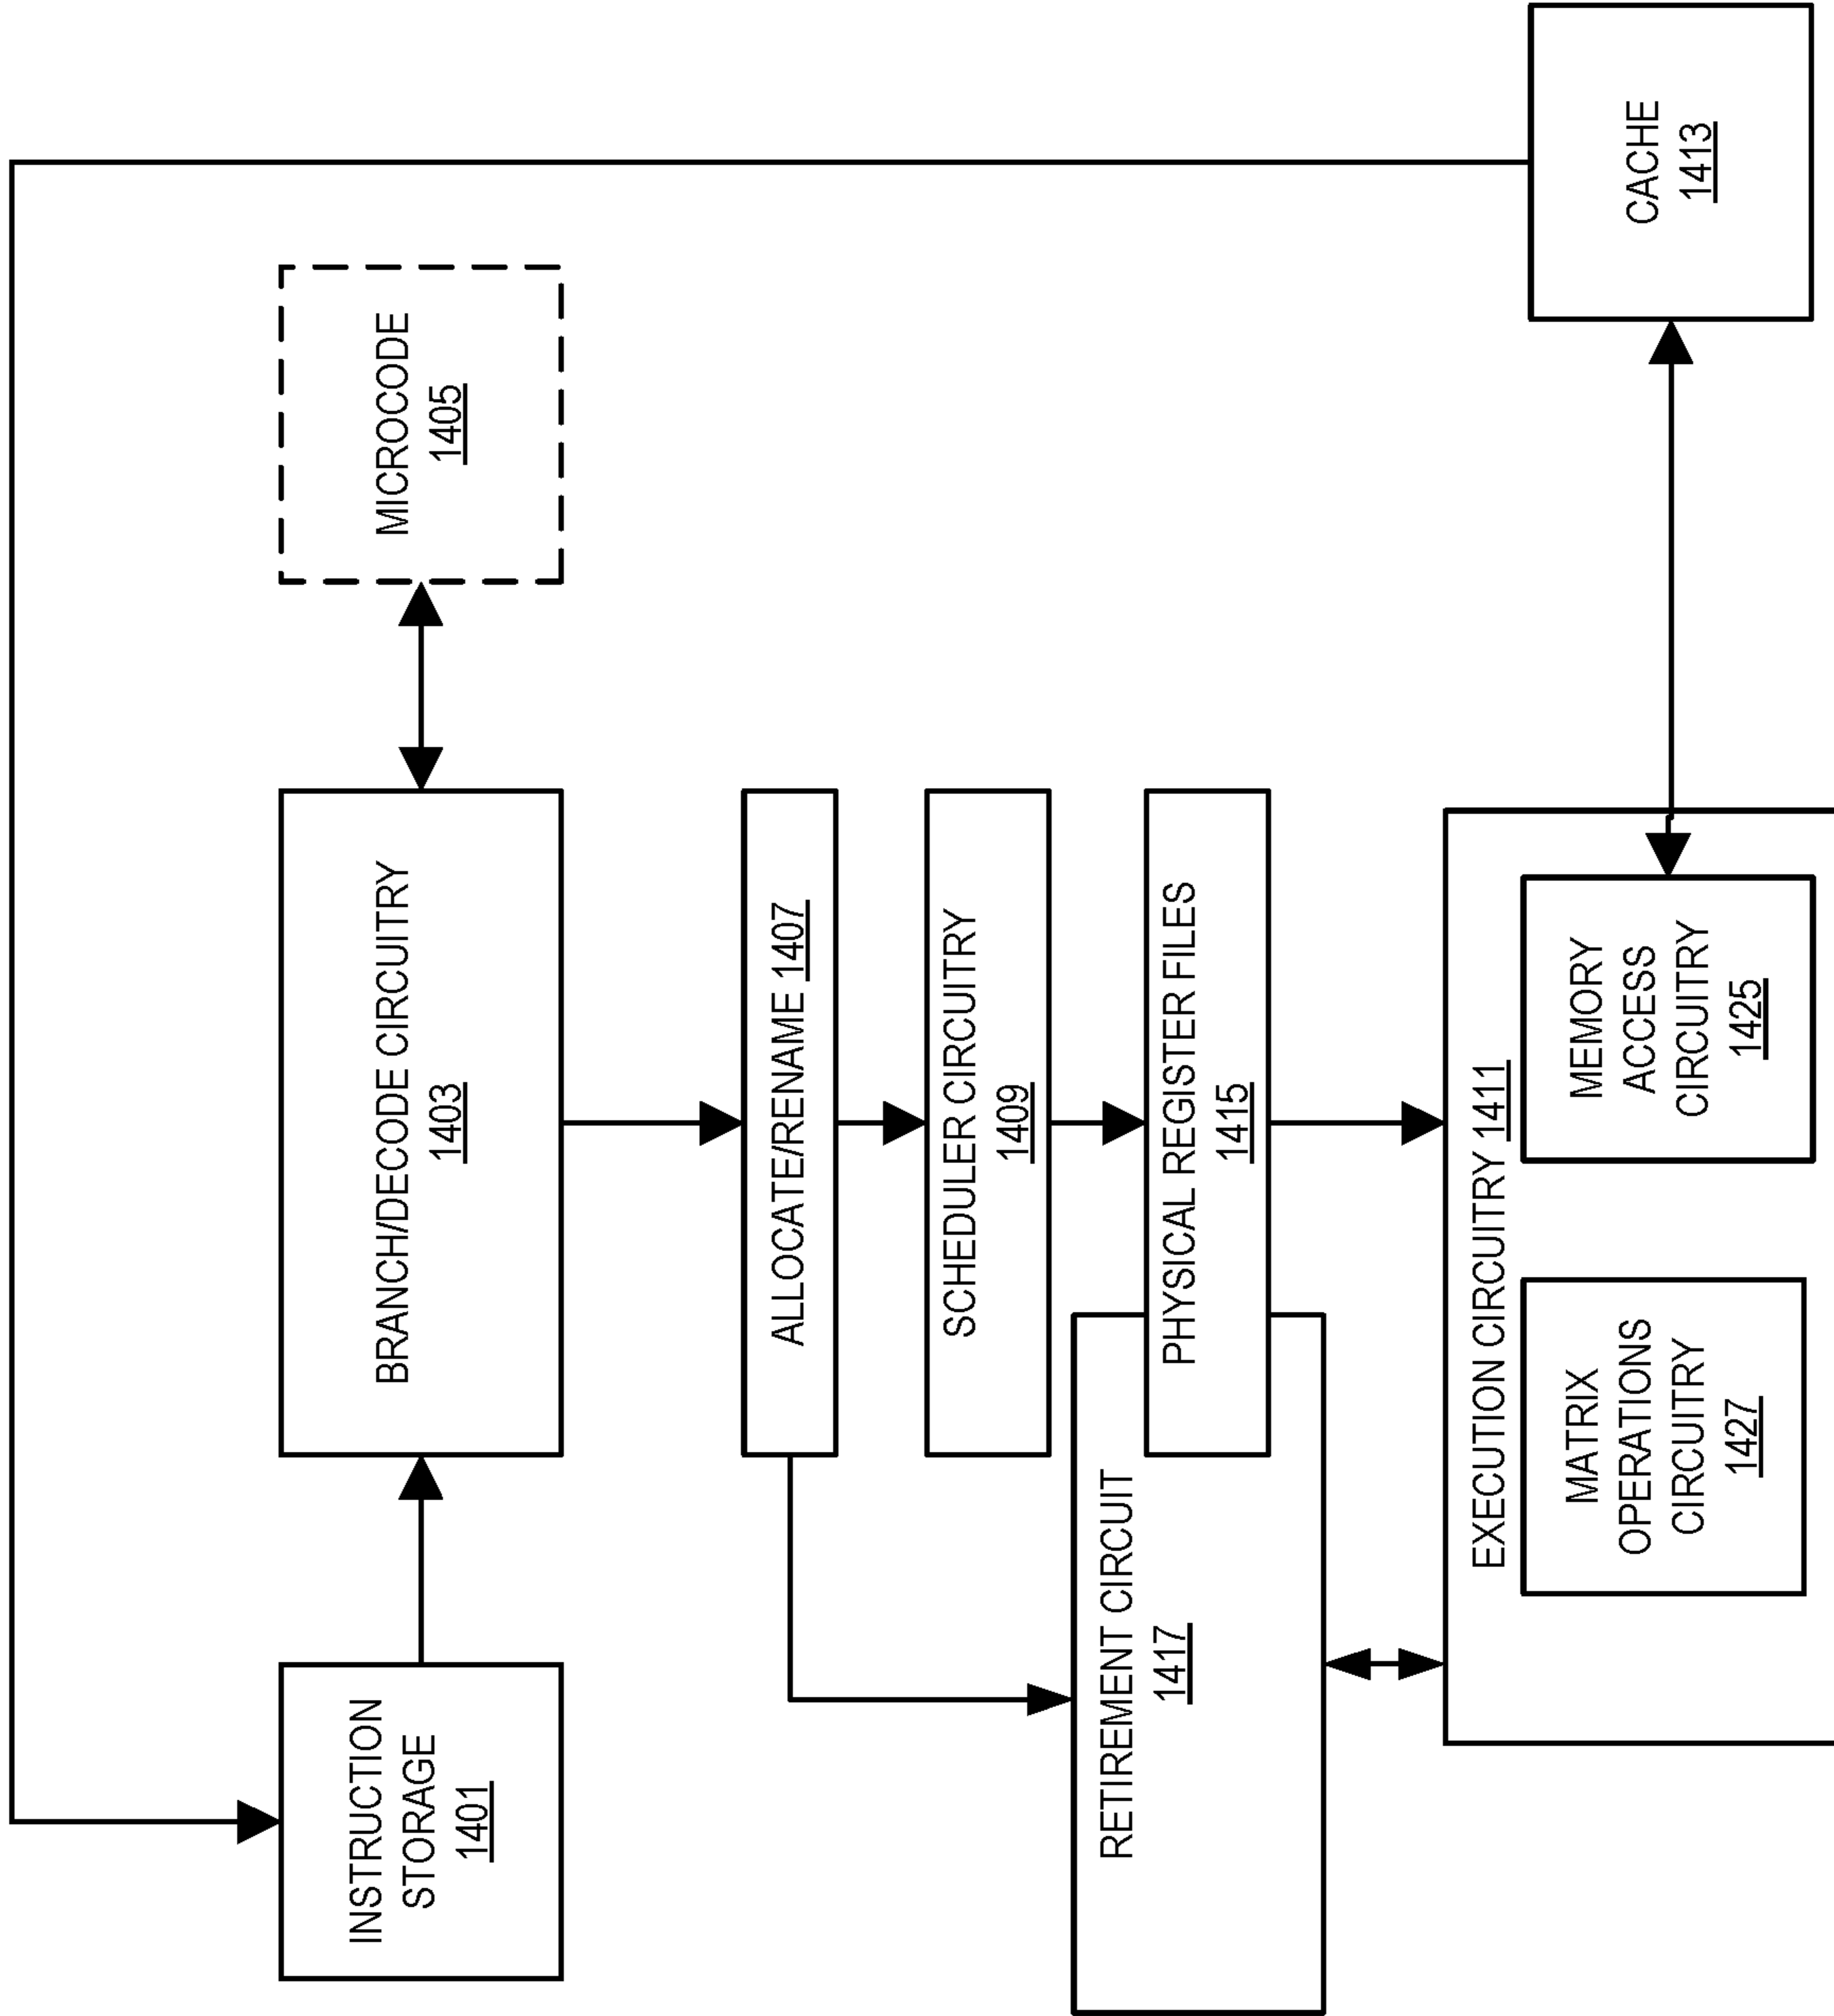 INSTRUCTION
STORAGE
1401
BRANCH/DECODE CIRCUITRY
1403
MICROCODE
1405
ALLOCATE/RENAME 1407
SCHEDULER CIRCUITRY
1409
RETIREMENT CIRCUIT
1417
PHYSICAL REGISTER FILES
1415
EXECUTION CIRCUITRY 1411
MATRIX
OPERATIONS
CIRCUITRY
1427
MEMORY
ACCESS
CIRCUITRY
1425
CACHE
1413